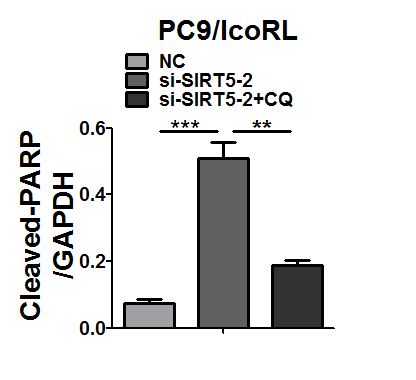 PC9/IcoRL
NC
si-SIRT5-2
si-SIRT5-2+CQ
Cleaved-PARP
/GAPDH
0.6
0.4
0.2
0.0
***
**